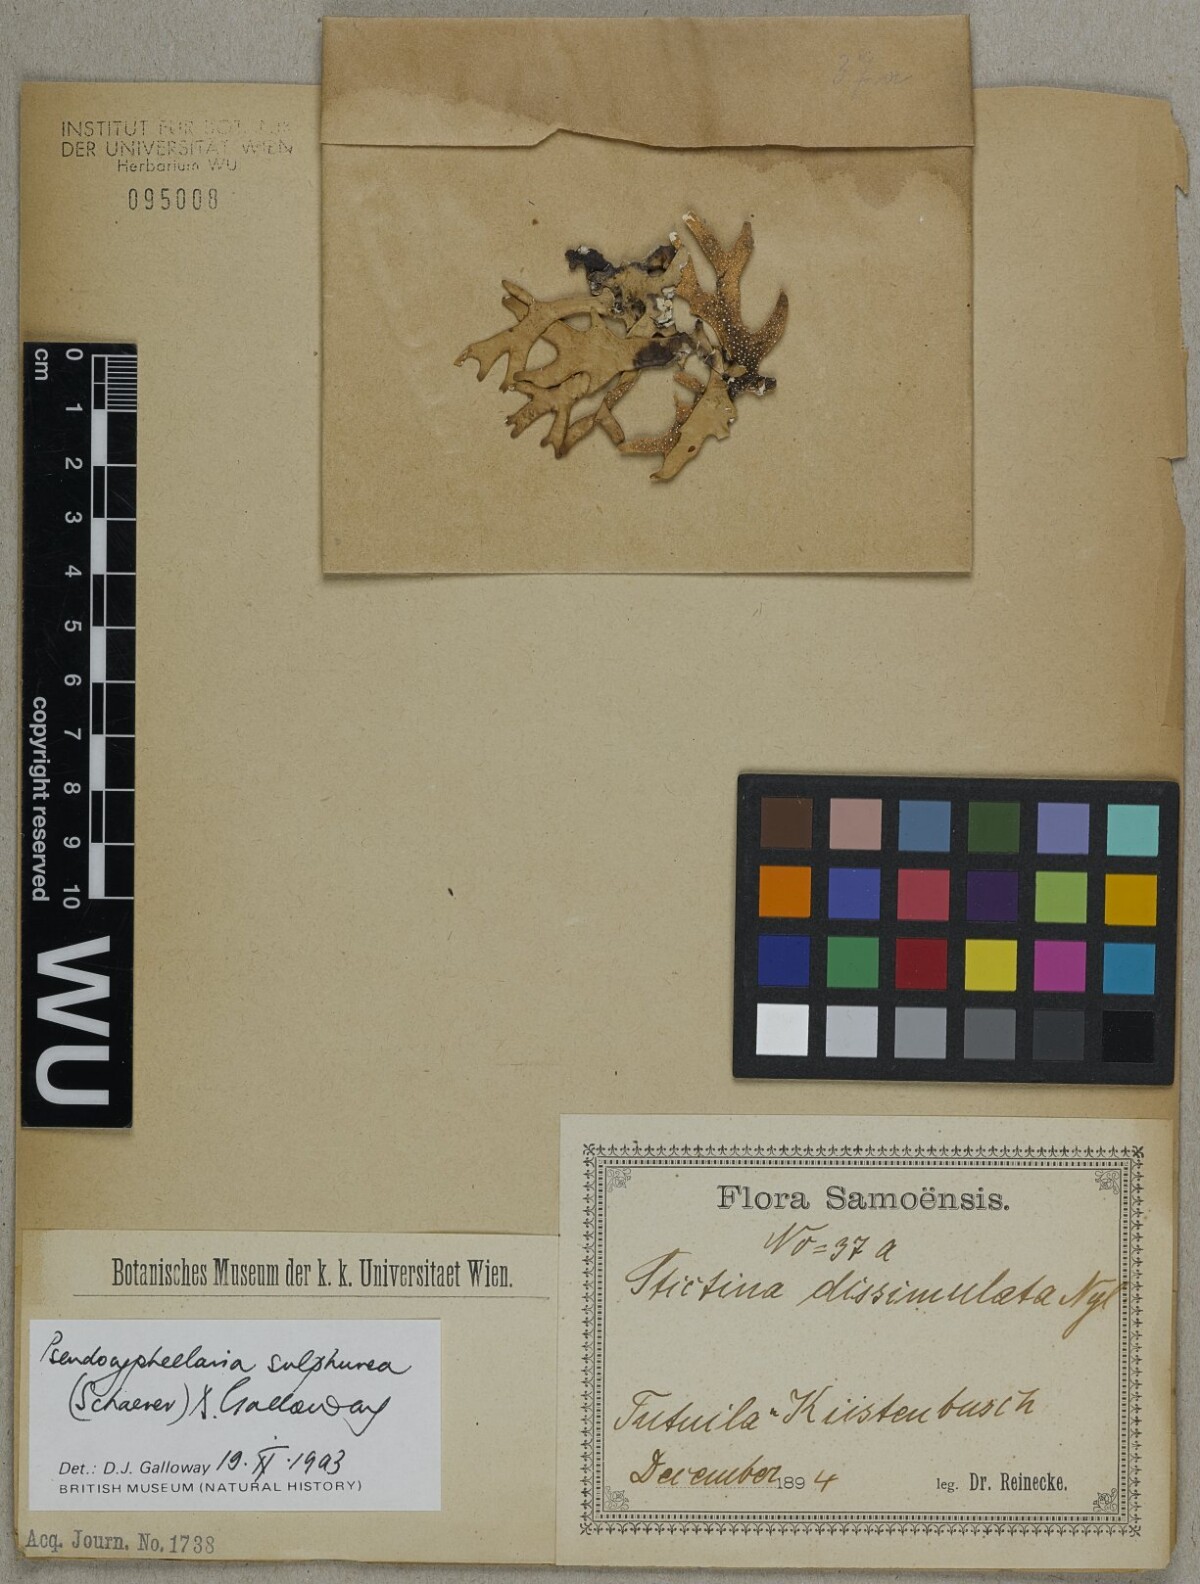 37a
INSTITUT FÜR BOTANIK
DER UNIVERSITÄT WIEN
Herbarium WU
095008
cm 0 1 2 3 4 5 6 7 8 9 10
copyright reserved
WU
Flora Samoënsis.
No = 37 a
Stictina dissimulata Nyl
Tutuila - Küstenbusch
December 1894
leg. Dr. Reinecke.
Botanisches Museum der k. k. Universitaet Wien.
Pseudocyphellaria sulphurea
(Schaerer) D. Galloway
Det.: D.J. Galloway 19.XI.1993
BRITISH MUSEUM (NATURAL HISTORY)
Acq. Journ. No. 1738